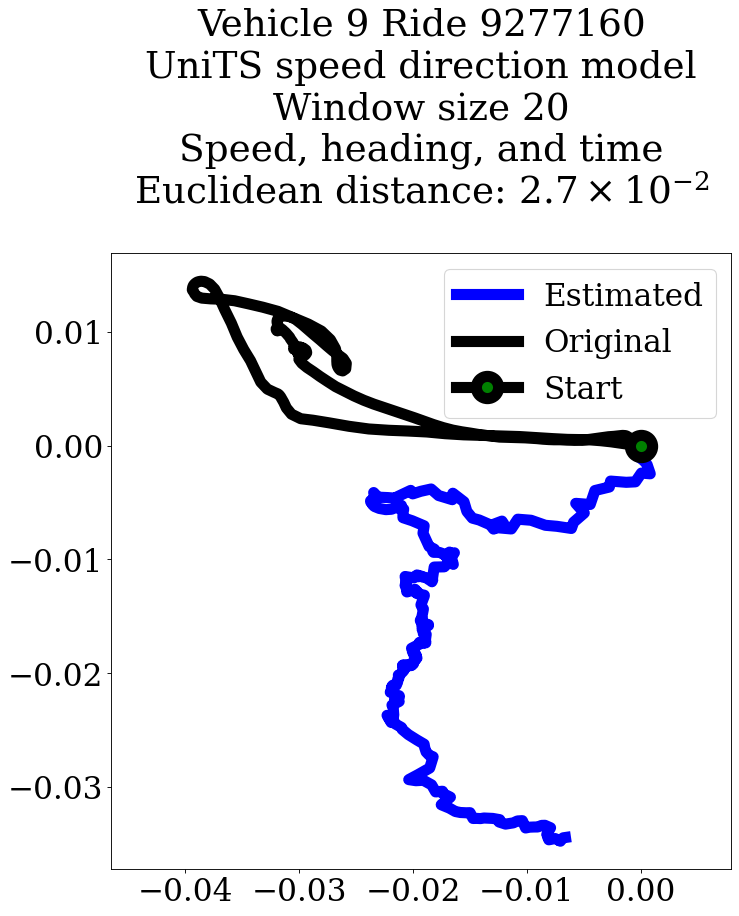 Vehicle 9 Ride 9277160
UniTS speed direction model
Window size 20
Speed, heading, and time
Euclidean distance: 2.7 × 10⁻²
Estimated
Original
Start
0.01
0.00
−0.01
−0.02
−0.03
−0.04 −0.03 −0.02 −0.01 0.00